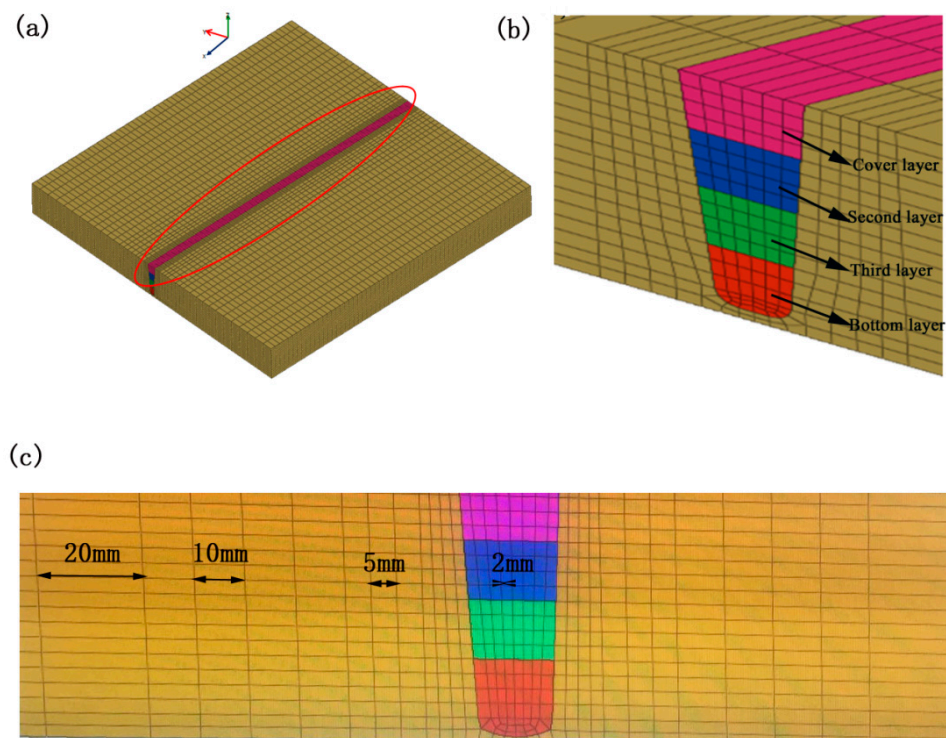 (a)
(b)
Cover layer
Second layer
Third layer
Bottom layer
(c)
20mm
10mm
5mm
2mm